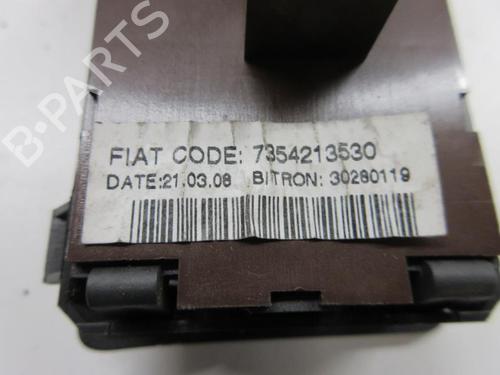 B-PARTS
FIAT CODE: 7354213530
DATE:21.03.08 BITRON: 30280119